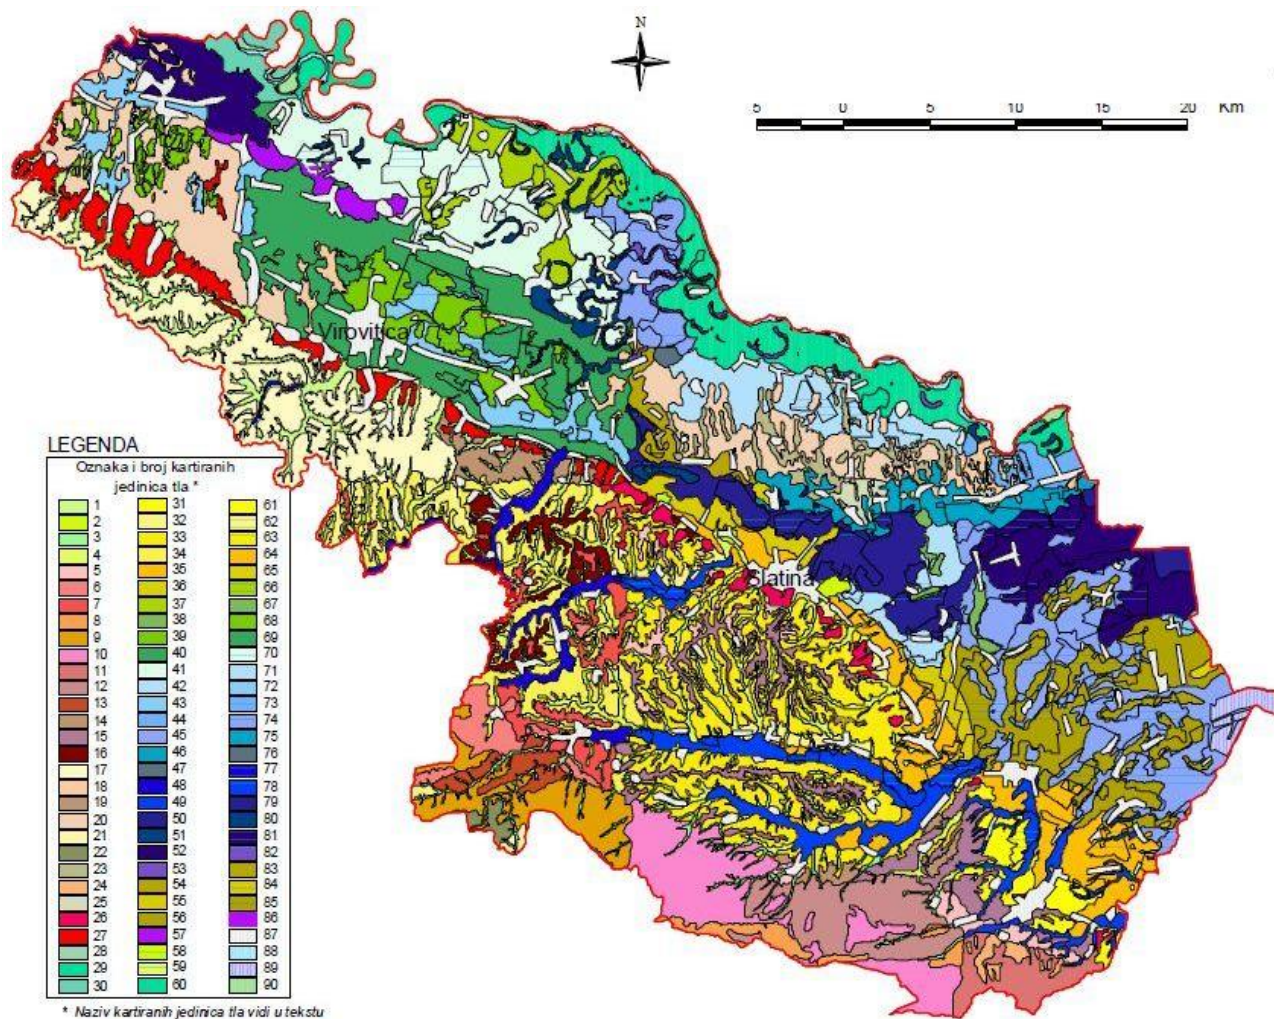 N
5 0 5 10 15 20 Km
Virovitica
Slatina
LEGENDA
Oznaka i broj kartiranih
jedinica tla *
1 31 61
2 32 62
3 33 63
4 34 64
5 35 65
6 36 66
7 37 67
8 38 68
9 39 69
10 40 70
11 41 71
12 42 72
13 43 73
14 44 74
15 45 75
16 46 76
17 47 77
18 48 78
19 49 79
20 50 80
21 51 81
22 52 82
23 53 83
24 54 84
25 55 85
26 56 86
27 57 87
28 58 88
29 59 89
30 60 90
* Naziv kartiranih jedinica tla vidi u tekstu